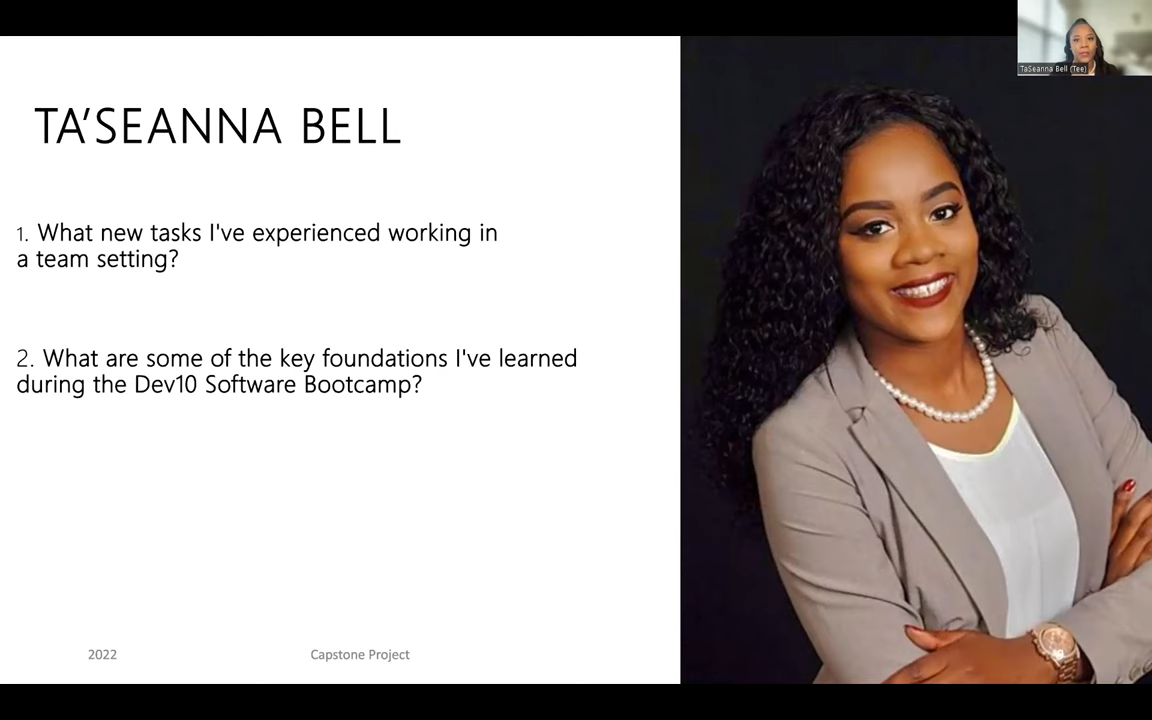 TaSeanna Bell (Tee)
TA'SEANNA BELL
1. What new tasks I've experienced working in
a team setting?
2. What are some of the key foundations I've learned
during the Dev10 Software Bootcamp?
2022
Capstone Project